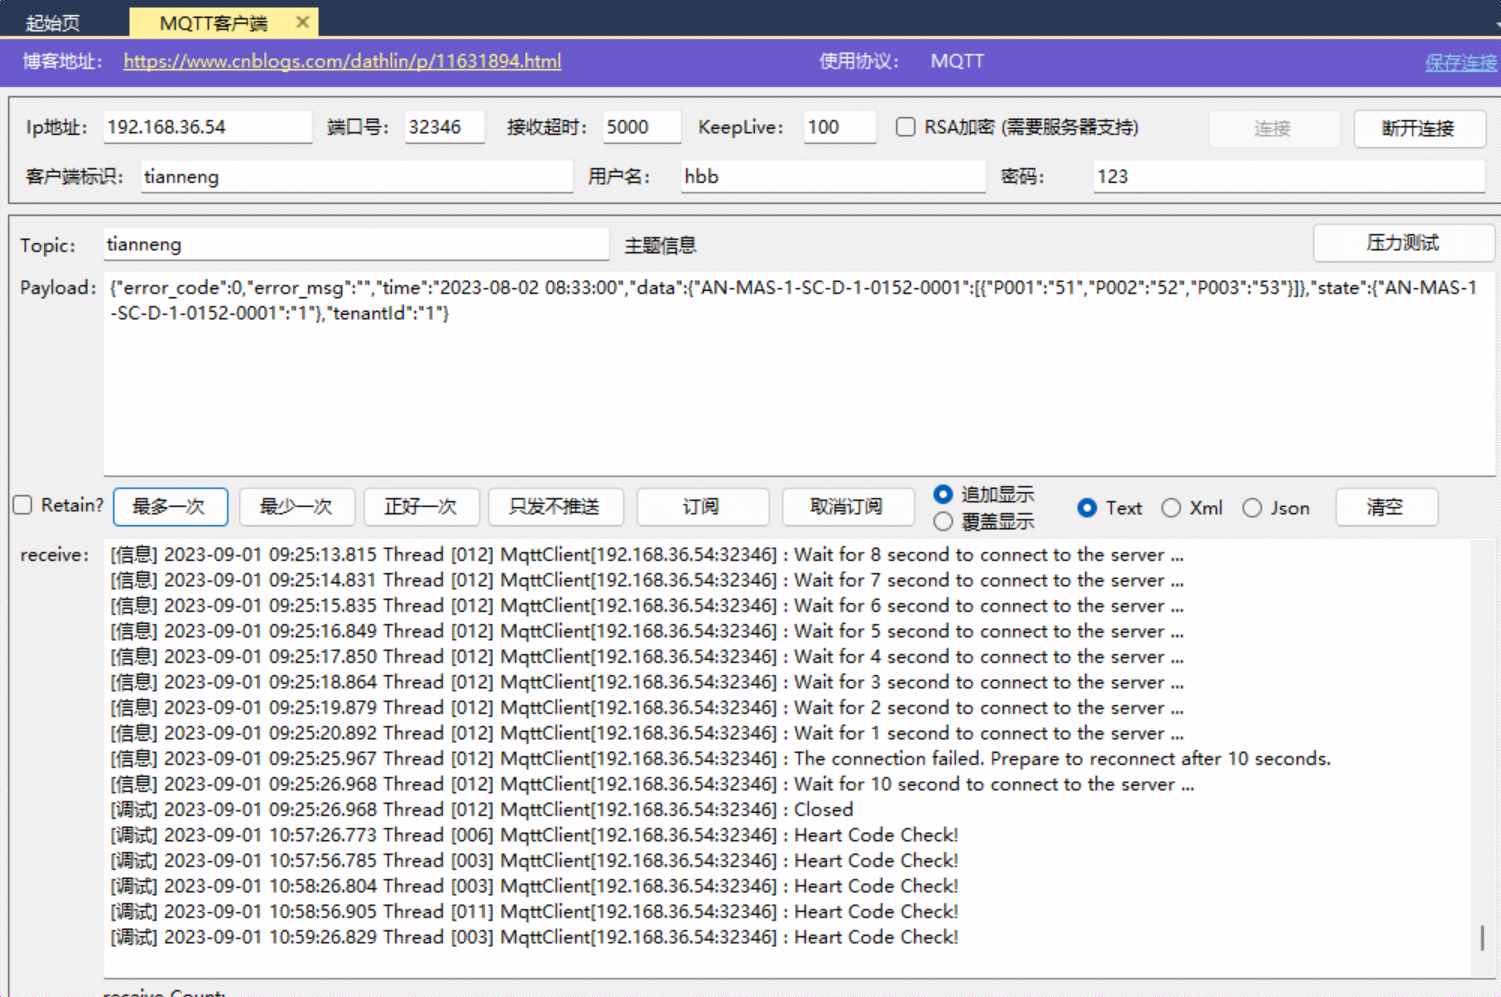 起始页 MQTT客户端 ✕
博客地址： https://www.cnblogs.com/dathlin/p/11631894.html 使用协议： MQTT 保存连接
Ip地址： 192.168.36.54 端口号： 32346 接收超时： 5000 KeepLive： 100 RSA加密 (需要服务器支持) 连接 断开连接
客户端标识： tianneng 用户名： hbb 密码： 123
Topic： tianneng 主题信息 压力测试
Payload： {"error_code":0,"error_msg":"","time":"2023-08-02 08:33:00","data":{"AN-MAS-1-SC-D-1-0152-0001":[{"P001":"51","P002":"52","P003":"53"}]},"state":{"AN-MAS-1
-SC-D-1-0152-0001":"1"},"tenantId":"1"}
Retain? 最多一次 最少一次 正好一次 只发不推送 订阅 取消订阅 追加显示 Text Xml Json 清空
覆盖显示
receive： [信息] 2023-09-01 09:25:13.815 Thread [012] MqttClient[192.168.36.54:32346] : Wait for 8 second to connect to the server ...
[信息] 2023-09-01 09:25:14.831 Thread [012] MqttClient[192.168.36.54:32346] : Wait for 7 second to connect to the server ...
[信息] 2023-09-01 09:25:15.835 Thread [012] MqttClient[192.168.36.54:32346] : Wait for 6 second to connect to the server ...
[信息] 2023-09-01 09:25:16.849 Thread [012] MqttClient[192.168.36.54:32346] : Wait for 5 second to connect to the server ...
[信息] 2023-09-01 09:25:17.850 Thread [012] MqttClient[192.168.36.54:32346] : Wait for 4 second to connect to the server ...
[信息] 2023-09-01 09:25:18.864 Thread [012] MqttClient[192.168.36.54:32346] : Wait for 3 second to connect to the server ...
[信息] 2023-09-01 09:25:19.879 Thread [012] MqttClient[192.168.36.54:32346] : Wait for 2 second to connect to the server ...
[信息] 2023-09-01 09:25:20.892 Thread [012] MqttClient[192.168.36.54:32346] : Wait for 1 second to connect to the server ...
[信息] 2023-09-01 09:25:25.967 Thread [012] MqttClient[192.168.36.54:32346] : The connection failed. Prepare to reconnect after 10 seconds.
[信息] 2023-09-01 09:25:26.968 Thread [012] MqttClient[192.168.36.54:32346] : Wait for 10 second to connect to the server ...
[调试] 2023-09-01 09:25:26.968 Thread [012] MqttClient[192.168.36.54:32346] : Closed
[调试] 2023-09-01 10:57:26.773 Thread [006] MqttClient[192.168.36.54:32346] : Heart Code Check!
[调试] 2023-09-01 10:57:56.785 Thread [003] MqttClient[192.168.36.54:32346] : Heart Code Check!
[调试] 2023-09-01 10:58:26.804 Thread [003] MqttClient[192.168.36.54:32346] : Heart Code Check!
[调试] 2023-09-01 10:58:56.905 Thread [011] MqttClient[192.168.36.54:32346] : Heart Code Check!
[调试] 2023-09-01 10:59:26.829 Thread [003] MqttClient[192.168.36.54:32346] : Heart Code Check!
receive Count: